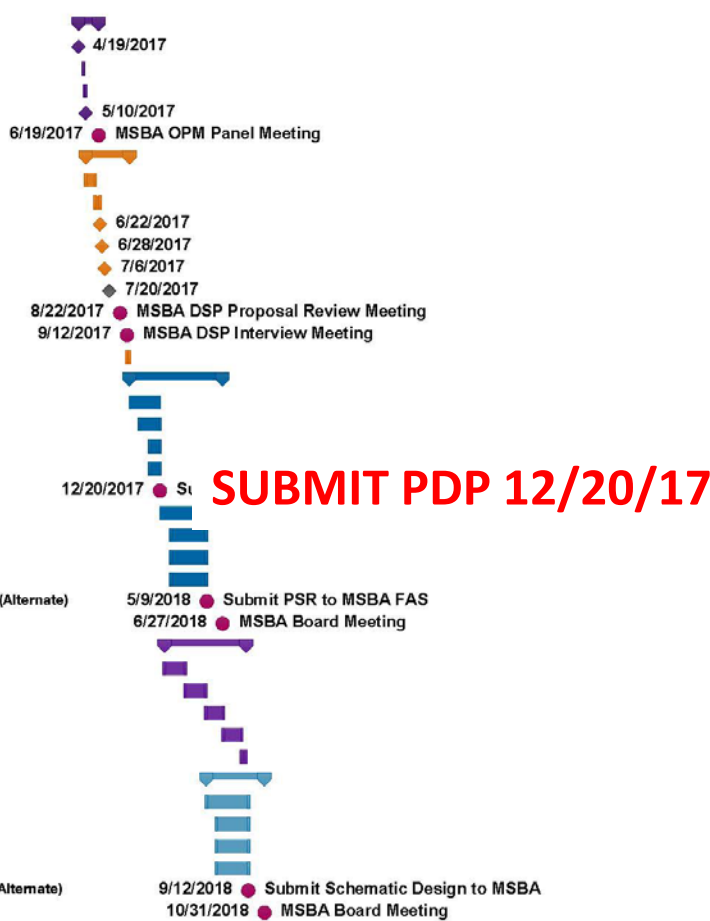 4/19/2017
5/10/2017
6/19/2017 MSBA OPM Panel Meeting
6/22/2017
6/28/2017
7/6/2017
7/20/2017
8/22/2017 MSBA DSP Proposal Review Meeting
9/12/2017 MSBA DSP Interview Meeting
12/20/2017 SUBMIT PDP 12/20/17
(Alternate) 5/9/2018 Submit PSR to MSBA FAS
6/27/2018 MSBA Board Meeting
Alternate) 9/12/2018 Submit Schematic Design to MSBA
10/31/2018 MSBA Board Meeting